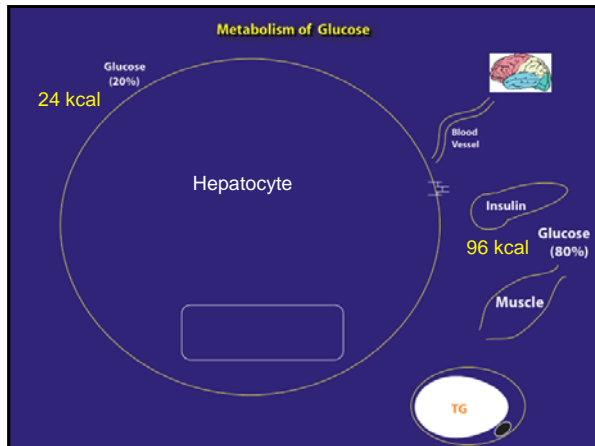 Metabolism of Glucose
Glucose
(20%)
24 kcal
Blood
Vessel
Hepatocyte
Insulin
96 kcal
Glucose
(80%)
Muscle
TG